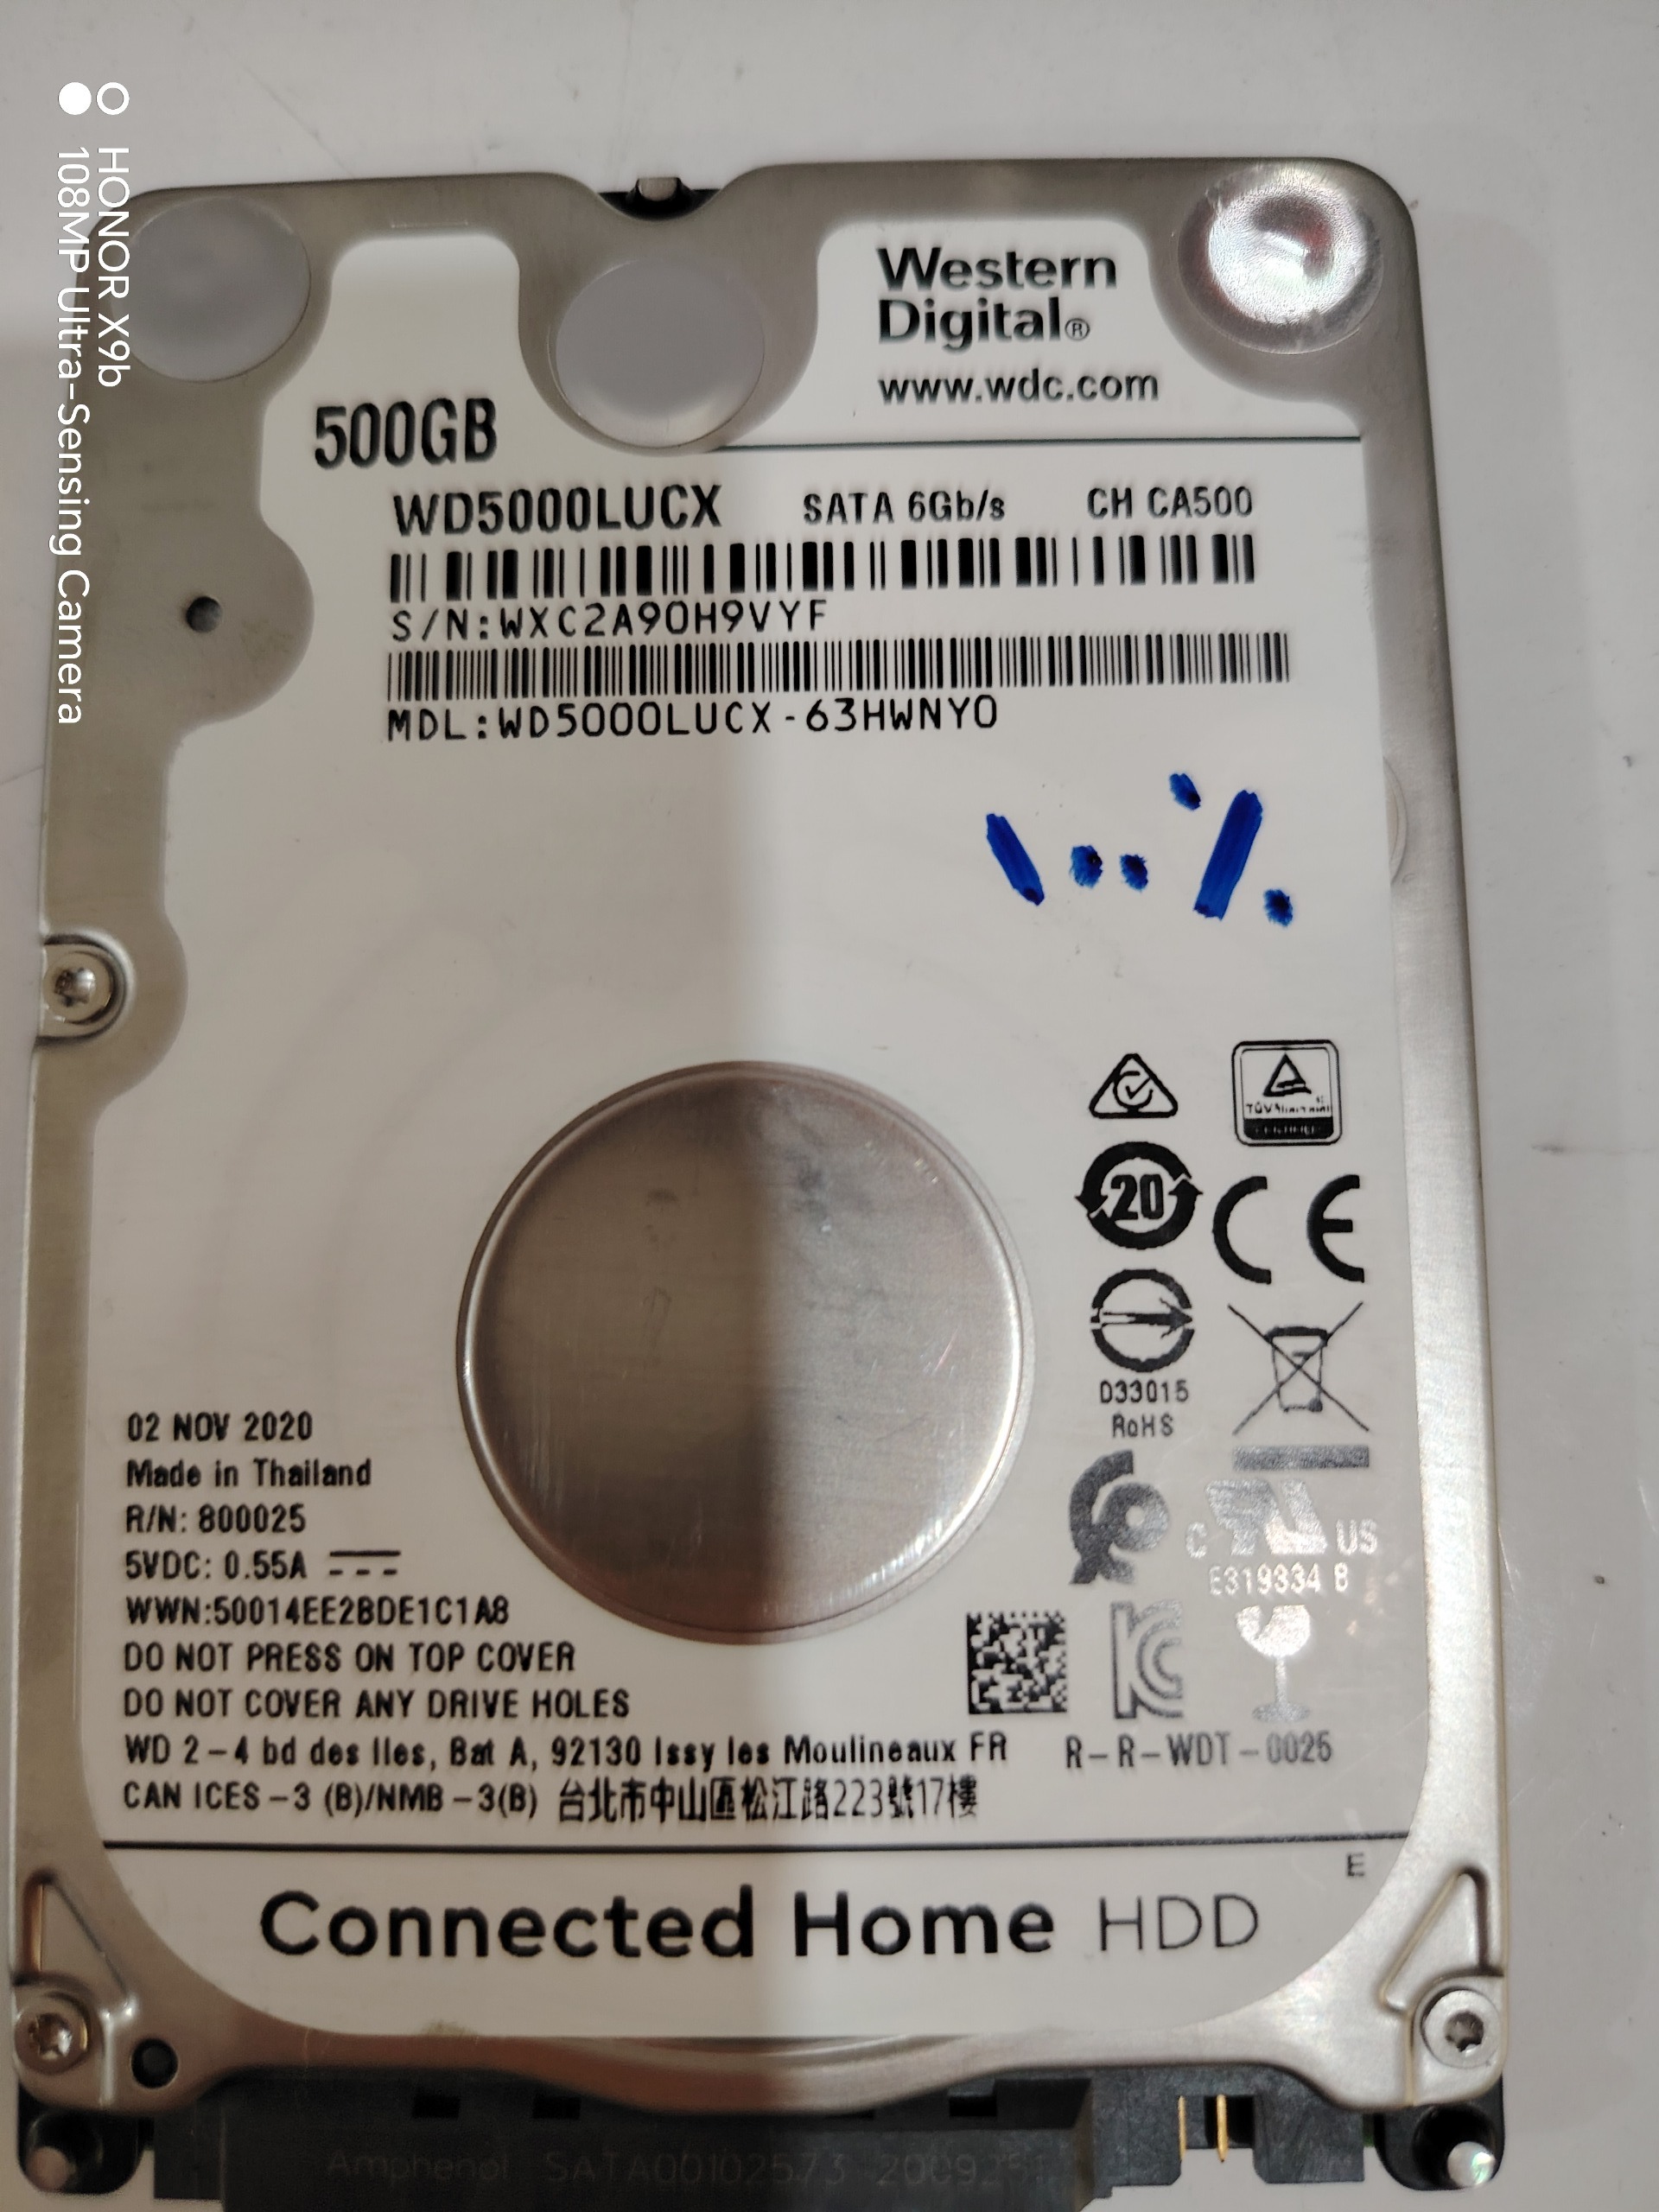 HONOR X9b
108MP Ultra-Sensing Camera
Western
Digital®
www.wdc.com
500GB
WD5000LUCX SATA 6Gb/s CH CA500
S/N:WXC2A90H9VYF
MDL:WD5000LUCX-63HWNY0
١٠٠٪
TÜV
20
CE
D33015
RoHS
02 NOV 2020
Made in Thailand
R/N: 800025
5VDC: 0.55A
C US
E319334 B
WWN:50014EE2BDE1C1A8
DO NOT PRESS ON TOP COVER
DO NOT COVER ANY DRIVE HOLES
WD 2-4 bd des Iles, Bat A, 92130 Issy les Moulineaux FR R-R-WDT-0025
CAN ICES-3 (B)/NMB-3(B) 台北市中山區松江路223號17樓
E
Connected Home HDD
Amphenol SATA00102573